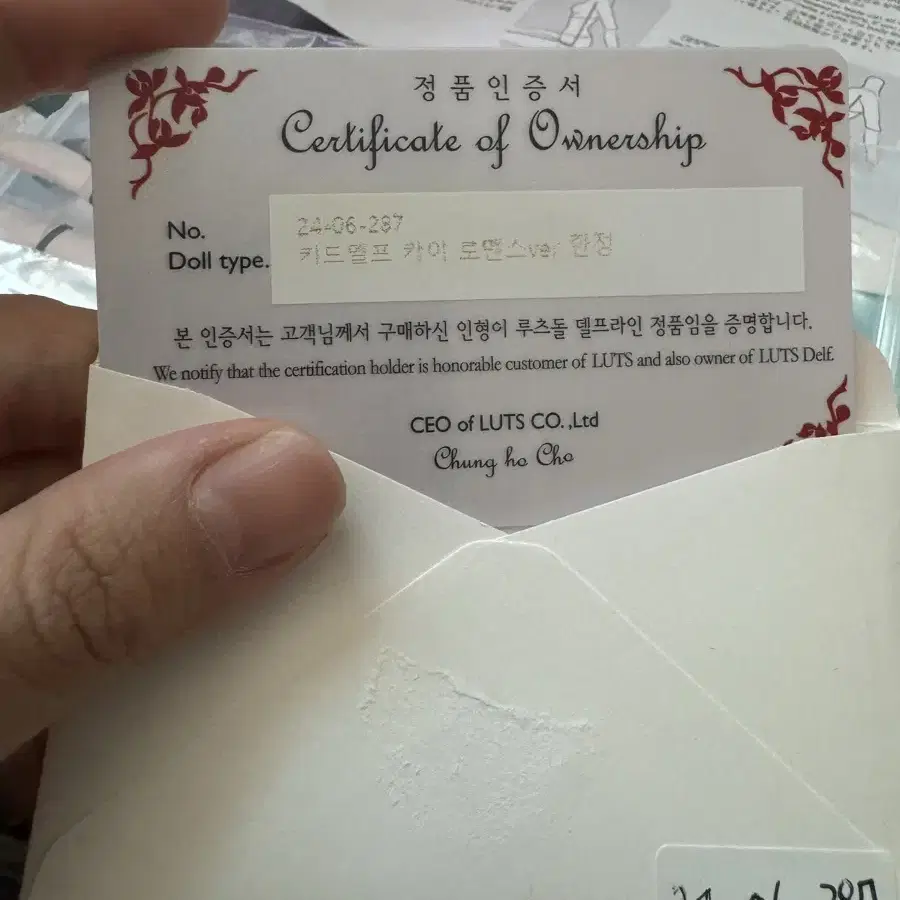 정품인증서
Certificate of Ownership
No. 24-06-287
Doll type. 키드델프 카이 로맨스ver. 한정
본 인증서는 고객님께서 구매하신 인형이 루츠돌 델프라인 정품임을 증명합니다.
We notify that the certification holder is honorable customer of LUTS and also owner of LUTS Delf.
CEO of LUTS CO.,Ltd
Chung ho Cho